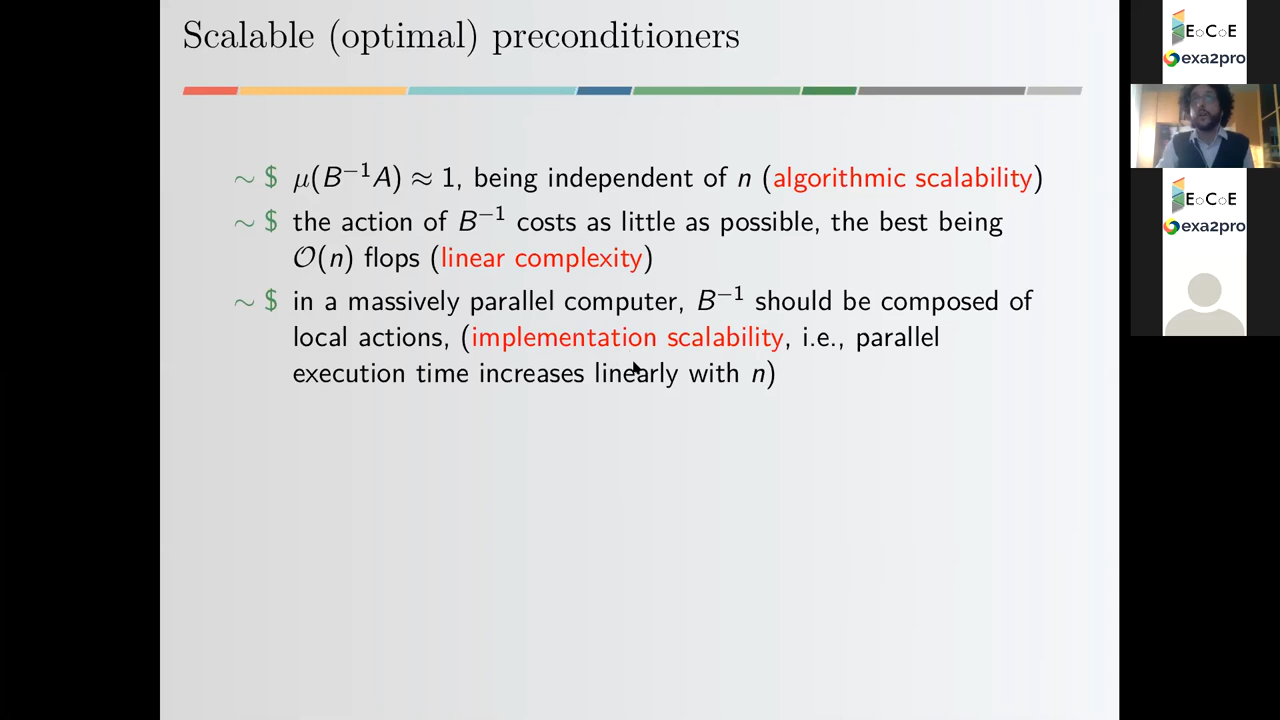 Scalable (optimal) preconditioners
∼ $ μ(B⁻¹A) ≈ 1, being independent of n (algorithmic scalability)
∼ $ the action of B⁻¹ costs as little as possible, the best being
O(n) flops (linear complexity)
∼ $ in a massively parallel computer, B⁻¹ should be composed of
local actions, (implementation scalability, i.e., parallel
execution time increases linearly with n)
EoCoE
exa2pro
EoCoE
exa2pro